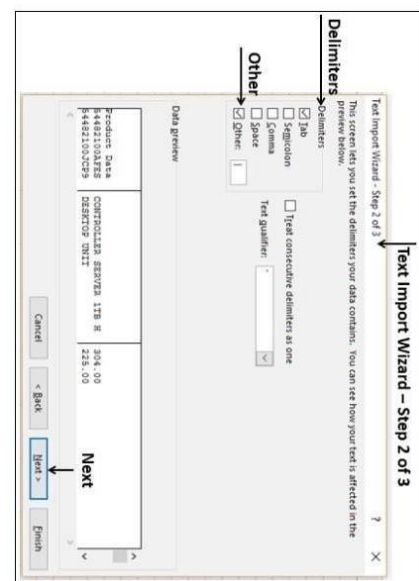 Text Import Wizard – Step 2 of 3
Text Import Wizard - Step 2 of 3
? ×
This screen lets you set the delimiters your data contains. You can see how your text is affected in the
preview below.
Delimiters
Delimiters
Tab
Semicolon
Comma
Space
Other
Other: |
Treat consecutive delimiters as one
Text qualifier: "
Data preview
Product Data
54482100AFES CONTROLLER SERVER 1TB H 304.00
54482100JCP9 DESKTOP UNIT 225.00
Next
Cancel < Back Next > Finish